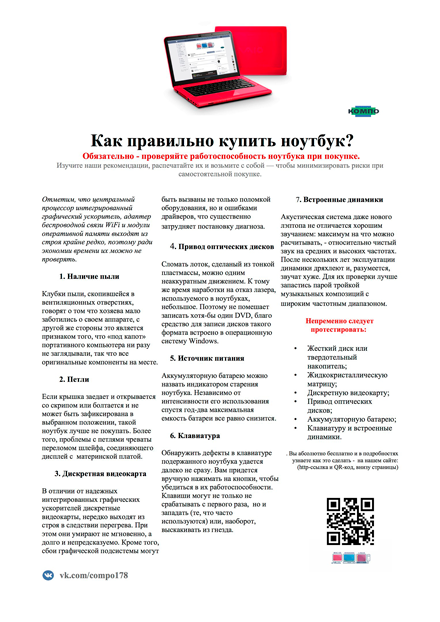 КОМПО
Как правильно купить ноутбук?
Обязательно - проверяйте работоспособность ноутбука при покупке.
Изучите наши рекомендации, распечатайте их и возьмите с собой — чтобы минимизировать риски при
самостоятельной покупке.
Отметим, что центральный
процессор интегрированный
графический ускоритель, адаптер
беспроводной связи WiFi и модули
оперативной памяти выходят из
строя крайне редко, поэтому ради
экономии времени их можно не
проверять.
1. Наличие пыли
Клубки пыли, скопившейся в
вентиляционных отверстиях,
говорят о том что хозяева мало
заботились о своем аппарате, с
другой же стороны это является
признаком того, что «под капот»
портативного компьютера ни разу
не заглядывали, так что все
оригинальные компоненты на месте.
2. Петли
Если крышка заедает и открывается
со скрипом или болтается и не
может быть зафиксирована в
выбранном положении, такой
ноутбук лучше не покупать. Более
того, проблемы с петлями чреваты
переломом шлейфа, соединяющего
дисплей с материнской платой.
3. Дискретная видеокарта
В отличии от надежных
интегрированных графических
ускорителей дискретные
видеокарты, нередко выходят из
строя в следствии перегрева. При
этом они умирают не мгновенно, а
долго и непредсказуемо. Кроме того,
сбои графической подсистемы могут
быть вызваны не только поломкой
оборудования, но и ошибками
драйверов, что существенно
затрудняет постановку диагноза.
4. Привод оптических дисков
Сломать лоток, сделаный из тонкой
пластмассы, можно одним
неаккуратным движением. К тому
же время наработки на отказ лазера,
используемого в ноутбуках,
небольшое. Поэтому не помешает
записать хотя-бы один DVD, благо
средство для записи дисков такого
формата встроено в операционную
систему Windows.
5. Источник питания
Аккумуляторную батарею можно
назвать индикатором старения
ноутбука. Независимо от
интенсивности его использования
спустя год-два максимальная
емкость батареи все равно снизится.
6. Клавиатура
Обнаружить дефекты в клавиатуре
подержанного ноутбука удается
далеко не сразу. Вам придется
вручную нажимать на кнопки, чтобы
убедиться в их работоспособности.
Клавиши могут не только не
срабатывать с первого раза, но и
западать (те, что часто
используются) или, наоборот,
выскакивать из гнезда.
7. Встроенные динамики
Акустическая система даже нового
лэптопа не отличается хорошим
звучанием: максимум на что можно
расчитывать, - относительно чистый
звук на средних и высоких частотах.
После нескольких лет эксплуатации
динамики дряхлеют и, разумеется,
звучат хуже. Для их проверки лучше
запастись парой тройкой
музыкальных композиций с
широким частотным диапазоном.
Непременно следует
протестировать:
• Жесткий диск или
твердотельный
накопитель;
• Жидкокристаллическую
матрицу;
• Дискретную видеокарту;
• Привод оптических
дисков;
• Аккумуляторную батарею;
• Клавиатуру и встроенные
динамики.
. Вы абсолютно бесплатно и в подробностях
узнаете как это сделать - на нашем сайте:
(http-ссылка и QR-код, внизу страницы)
vk.com/compo178